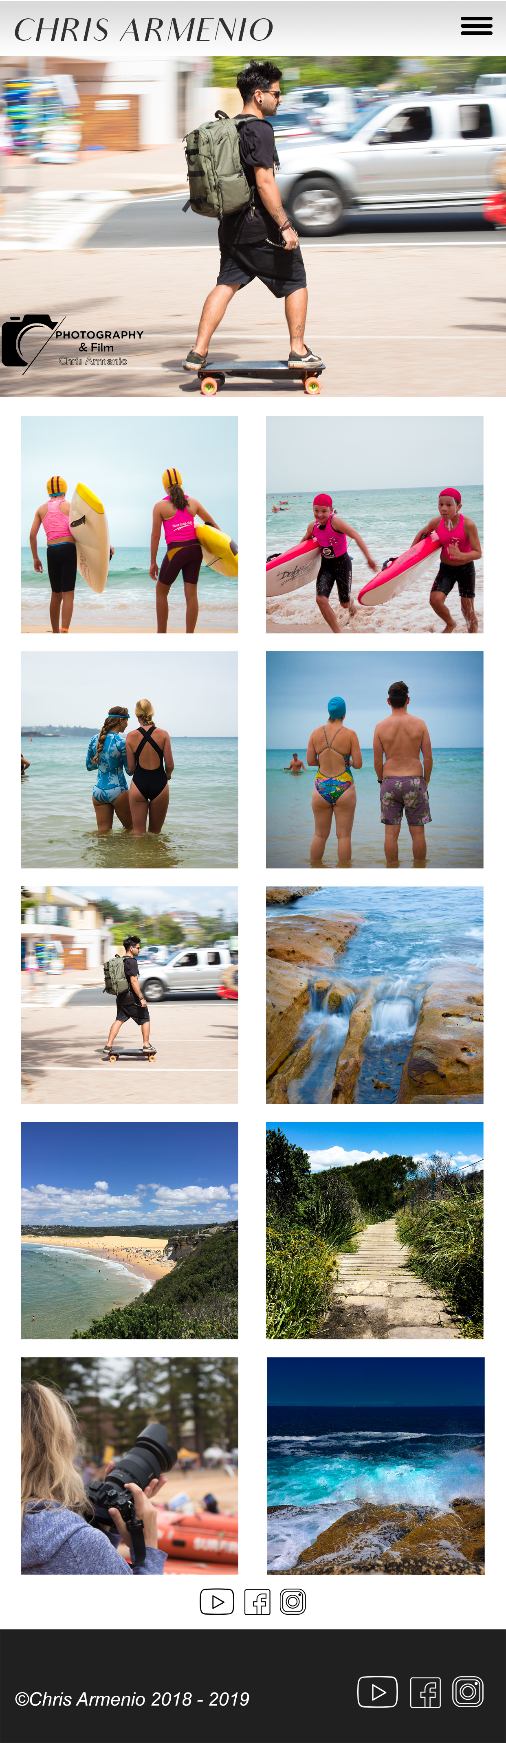 CHRIS ARMENIO
PHOTOGRAPHY
& Film
Chris Armenio
©Chris Armenio 2018 - 2019